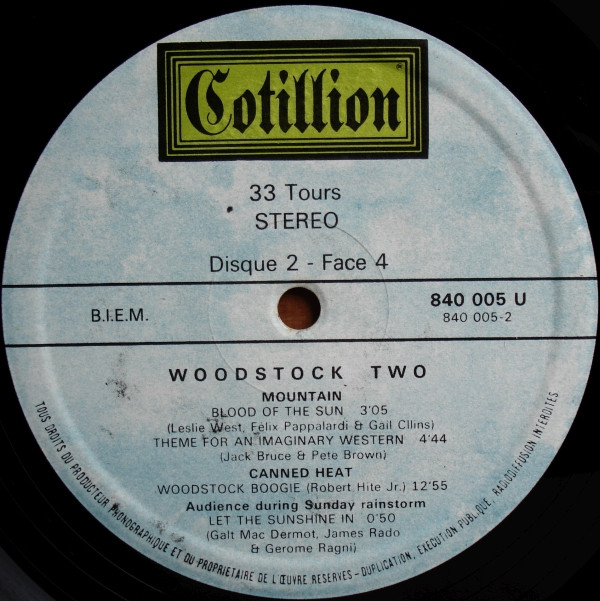 Cotillion
33 Tours
STEREO
Disque 2 - Face 4
B.I.E.M.
840 005 U
840 005-2
WOODSTOCK TWO
MOUNTAIN
BLOOD OF THE SUN 3'05
(Leslie West, Felix Pappalardi & Gail Cllins)
THEME FOR AN IMAGINARY WESTERN 4'44
(Jack Bruce & Pete Brown)
CANNED HEAT
WOODSTOCK BOOGIE (Robert Hite Jr.) 12'55
Audience during Sunday rainstorm
LET THE SUNSHINE IN 0'50
(Galt Mac Dermot, James Rado
& Gerome Ragni)
TOUS DROITS DU PRODUCTEUR PHONOGRAPHIQUE ET DU PROPRIETAIRE DE L'ŒUVRE RESERVES - DUPLICATION, EXECUTION PUBLIQUE, RADIODIFFUSION INTERDITES